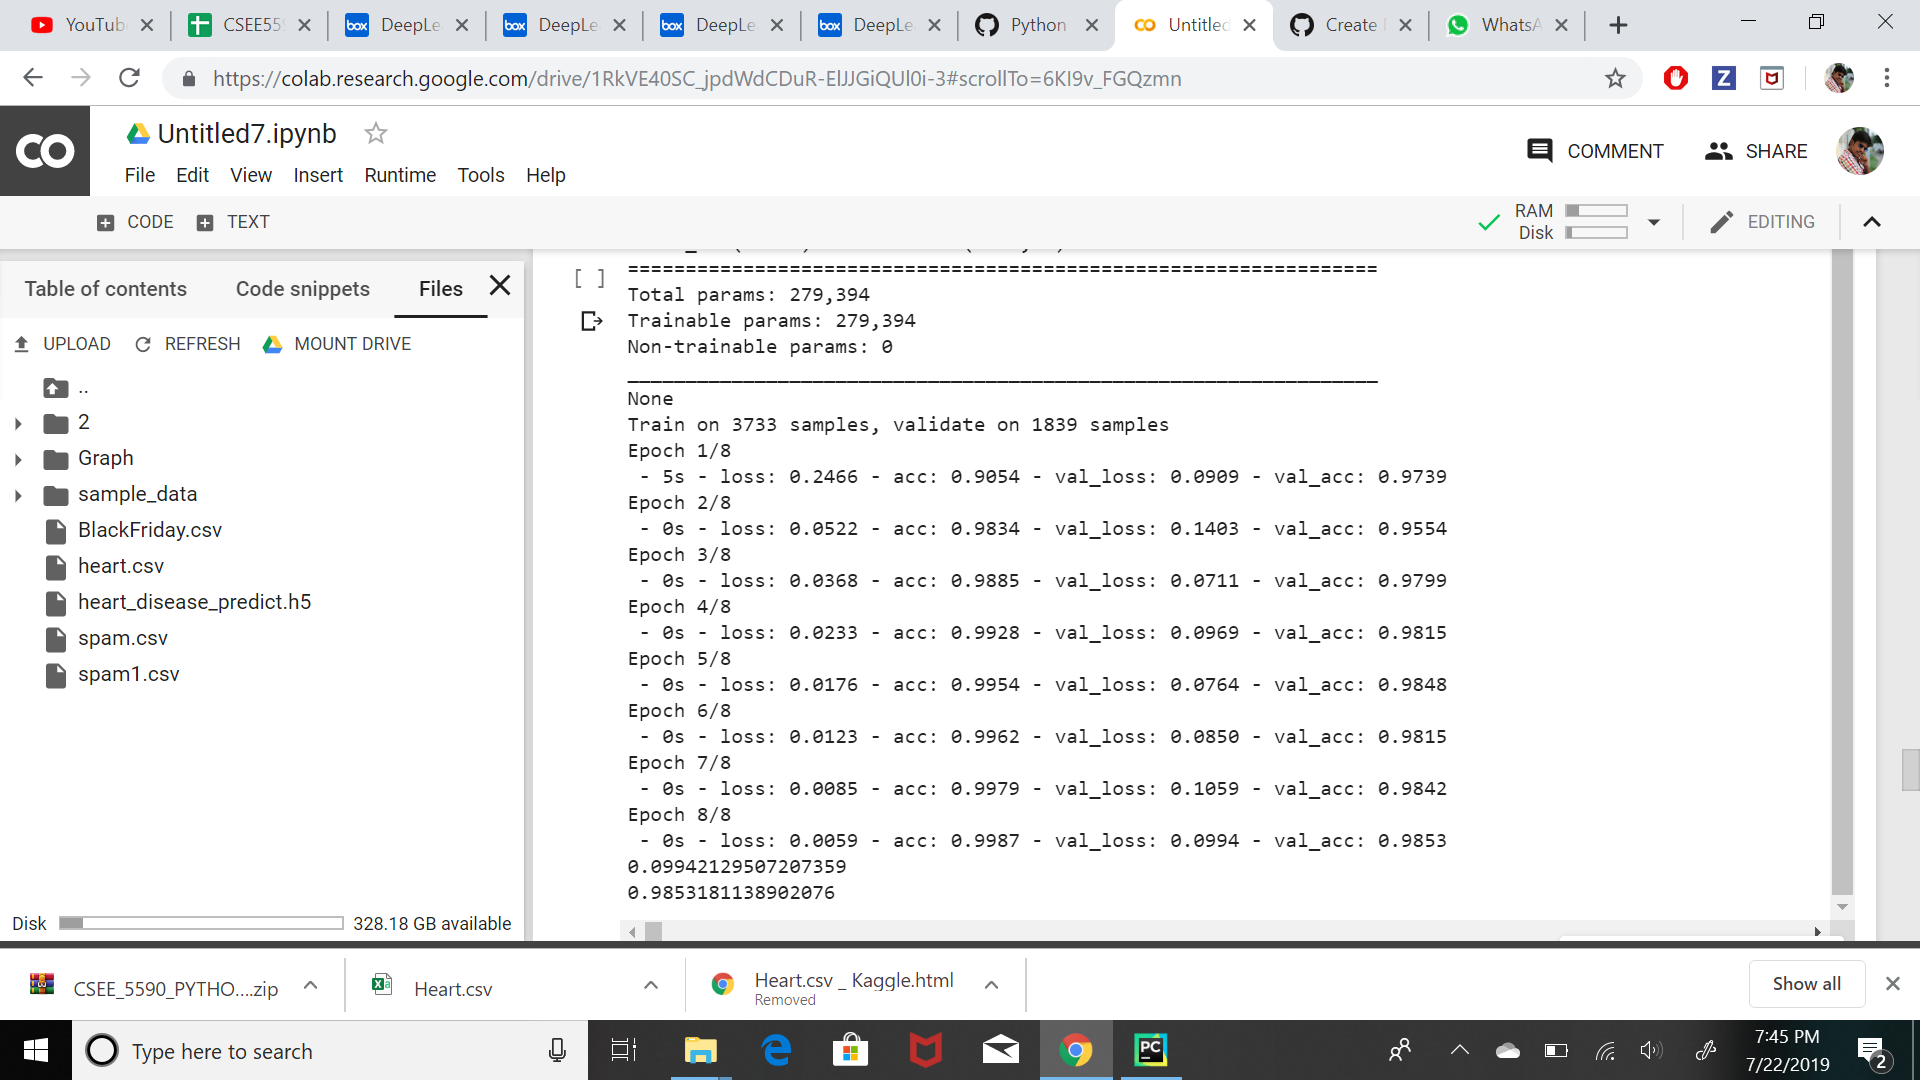 YouTub
CSEE55
DeepLe
DeepLe
DeepLe
DeepLe
Python
Untitled
Create
WhatsA
https://colab.research.google.com/drive/1RkVE40SC_jpdWdCDuR-ElJJGiQUl0i-3#scrollTo=6KI9v_FGQzmn
Untitled7.ipynb
COMMENT
SHARE
File Edit View Insert Runtime Tools Help
CODE TEXT
RAM
Disk
EDITING
Table of contents Code snippets Files
UPLOAD REFRESH MOUNT DRIVE
..
2
Graph
sample_data
BlackFriday.csv
heart.csv
heart_disease_predict.h5
spam.csv
spam1.csv
Disk 328.18 GB available
[ ]
=================================================================
Total params: 279,394
Trainable params: 279,394
Non-trainable params: 0
_________________________________________________________________
None
Train on 3733 samples, validate on 1839 samples
Epoch 1/8
- 5s - loss: 0.2466 - acc: 0.9054 - val_loss: 0.0909 - val_acc: 0.9739
Epoch 2/8
- 0s - loss: 0.0522 - acc: 0.9834 - val_loss: 0.1403 - val_acc: 0.9554
Epoch 3/8
- 0s - loss: 0.0368 - acc: 0.9885 - val_loss: 0.0711 - val_acc: 0.9799
Epoch 4/8
- 0s - loss: 0.0233 - acc: 0.9928 - val_loss: 0.0969 - val_acc: 0.9815
Epoch 5/8
- 0s - loss: 0.0176 - acc: 0.9954 - val_loss: 0.0764 - val_acc: 0.9848
Epoch 6/8
- 0s - loss: 0.0123 - acc: 0.9962 - val_loss: 0.0850 - val_acc: 0.9815
Epoch 7/8
- 0s - loss: 0.0085 - acc: 0.9979 - val_loss: 0.1059 - val_acc: 0.9842
Epoch 8/8
- 0s - loss: 0.0059 - acc: 0.9987 - val_loss: 0.0994 - val_acc: 0.9853
0.09942129507207359
0.9853181138902076
CSEE_5590_PYTHO....zip
Heart.csv
Heart.csv _ Kaggle.html
Removed
Show all
Type here to search
7:45 PM
7/22/2019
2